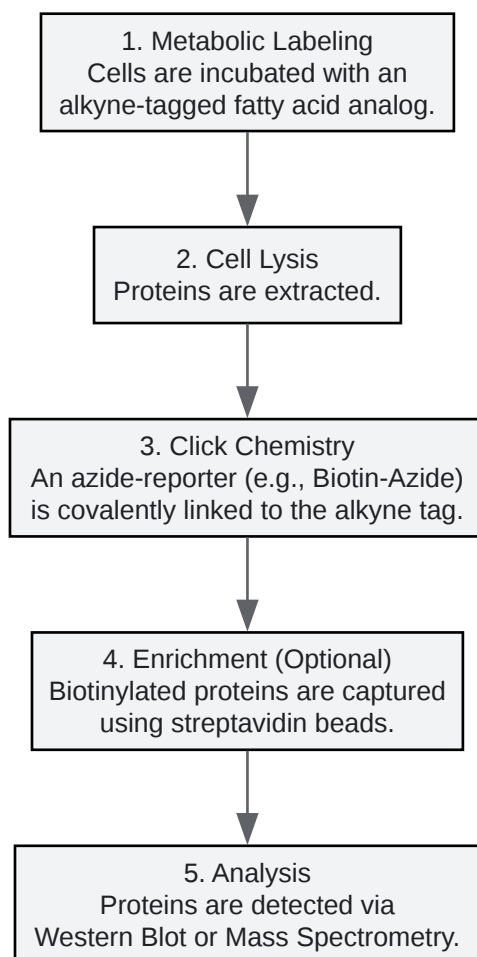 1. Metabolic Labeling
Cells are incubated with an
alkyne-tagged fatty acid analog.
2. Cell Lysis
Proteins are extracted.
3. Click Chemistry
An azide-reporter (e.g., Biotin-Azide)
is covalently linked to the alkyne tag.
4. Enrichment (Optional)
Biotinylated proteins are captured
using streptavidin beads.
5. Analysis
Proteins are detected via
Western Blot or Mass Spectrometry.